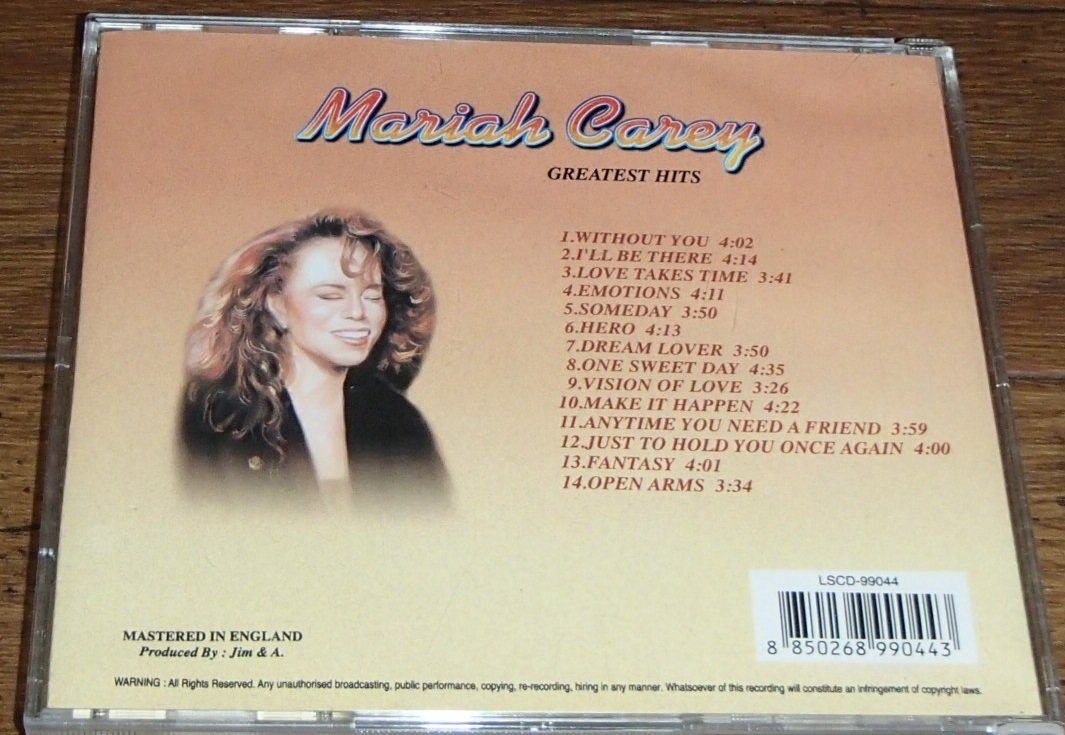 Mariah Carey
GREATEST HITS
1.WITHOUT YOU 4:02
2.I'LL BE THERE 4:14
3.LOVE TAKES TIME 3:41
4.EMOTIONS 4:11
5.SOMEDAY 3:50
6.HERO 4:13
7.DREAM LOVER 3:50
8.ONE SWEET DAY 4:35
9.VISION OF LOVE 3:26
10.MAKE IT HAPPEN 4:22
11.ANYTIME YOU NEED A FRIEND 3:59
12.JUST TO HOLD YOU ONCE AGAIN 4:00
13.FANTASY 4:01
14.OPEN ARMS 3:34
LSCD-99044
8 850268 990443
MASTERED IN ENGLAND
Produced By : Jim & A.
WARNING : All Rights Reserved. Any unauthorised broadcasting, public performance, copying, re-recording, hiring in any manner. Whatsoever of this recording will constitute an infringement of copyright laws.